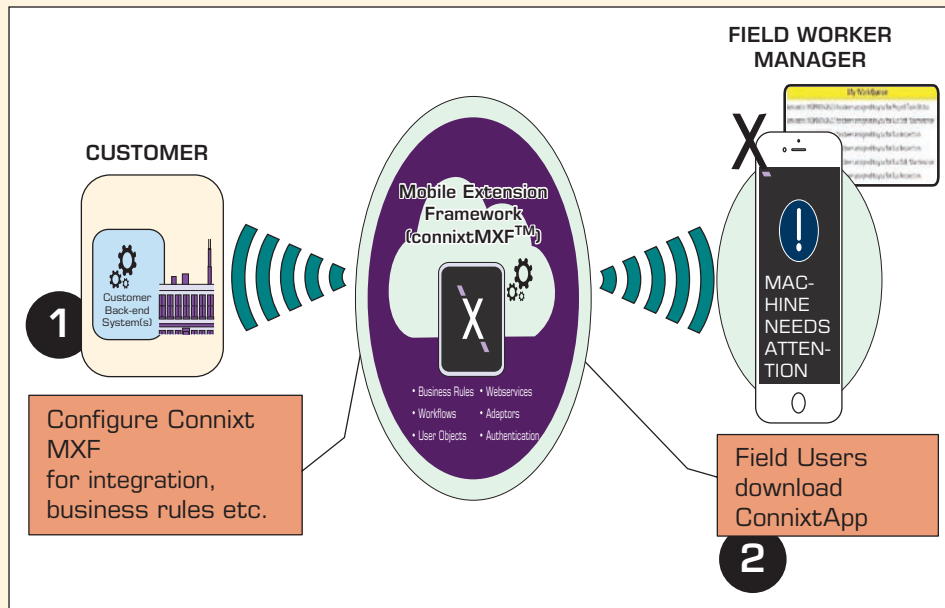 FIELD WORKER
MANAGER
My WorkQueue
CUSTOMER
Customer
Back-end
System(s)
1
Mobile Extension
Framework
(connixtMXF™)
X
• Business Rules
• Workflows
• User Objects
• Webservices
• Adaptors
• Authentication
X
!
MAC-
HINE
NEEDS
ATTEN-
TION
Configure Connixt
MXF
for integration,
business rules etc.
Field Users
download
ConnixtApp
2